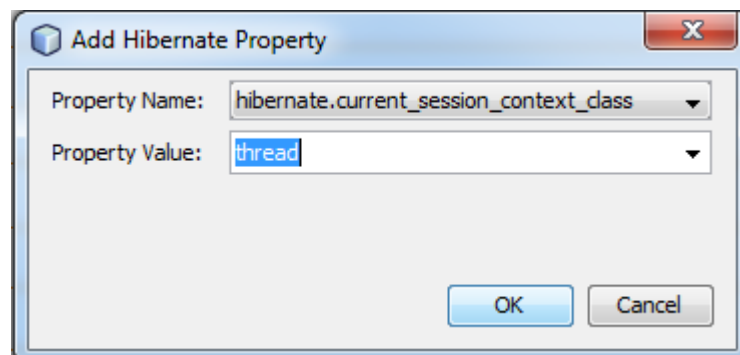 Add Hibernate Property
Property Name: hibernate.current_session_context_class
Property Value: thread
OK Cancel